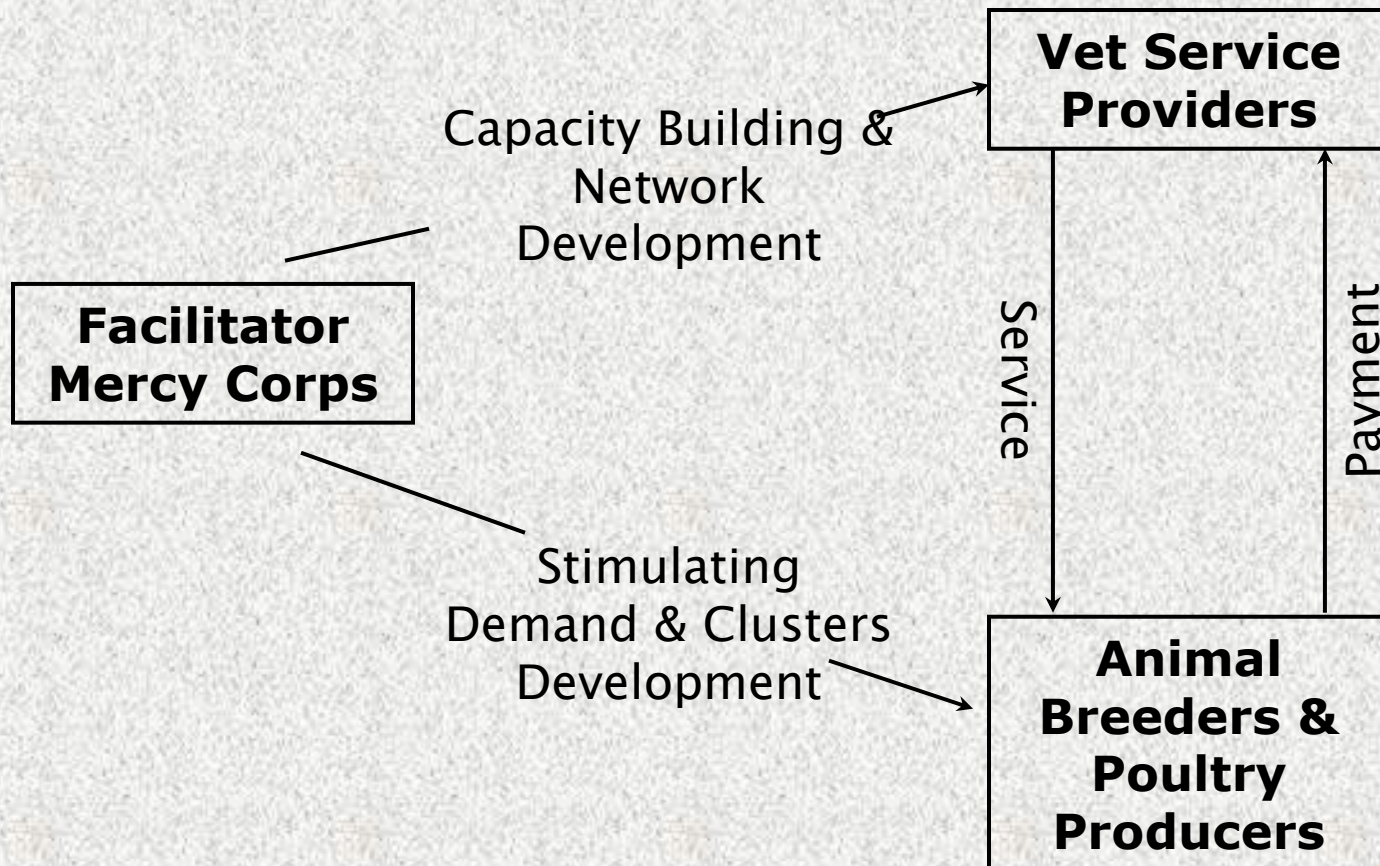 Vet Service
Providers
Capacity Building &
Network
Development
Facilitator
Mercy Corps
Service
Payment
Stimulating
Demand & Clusters
Development
Animal
Breeders &
Poultry
Producers